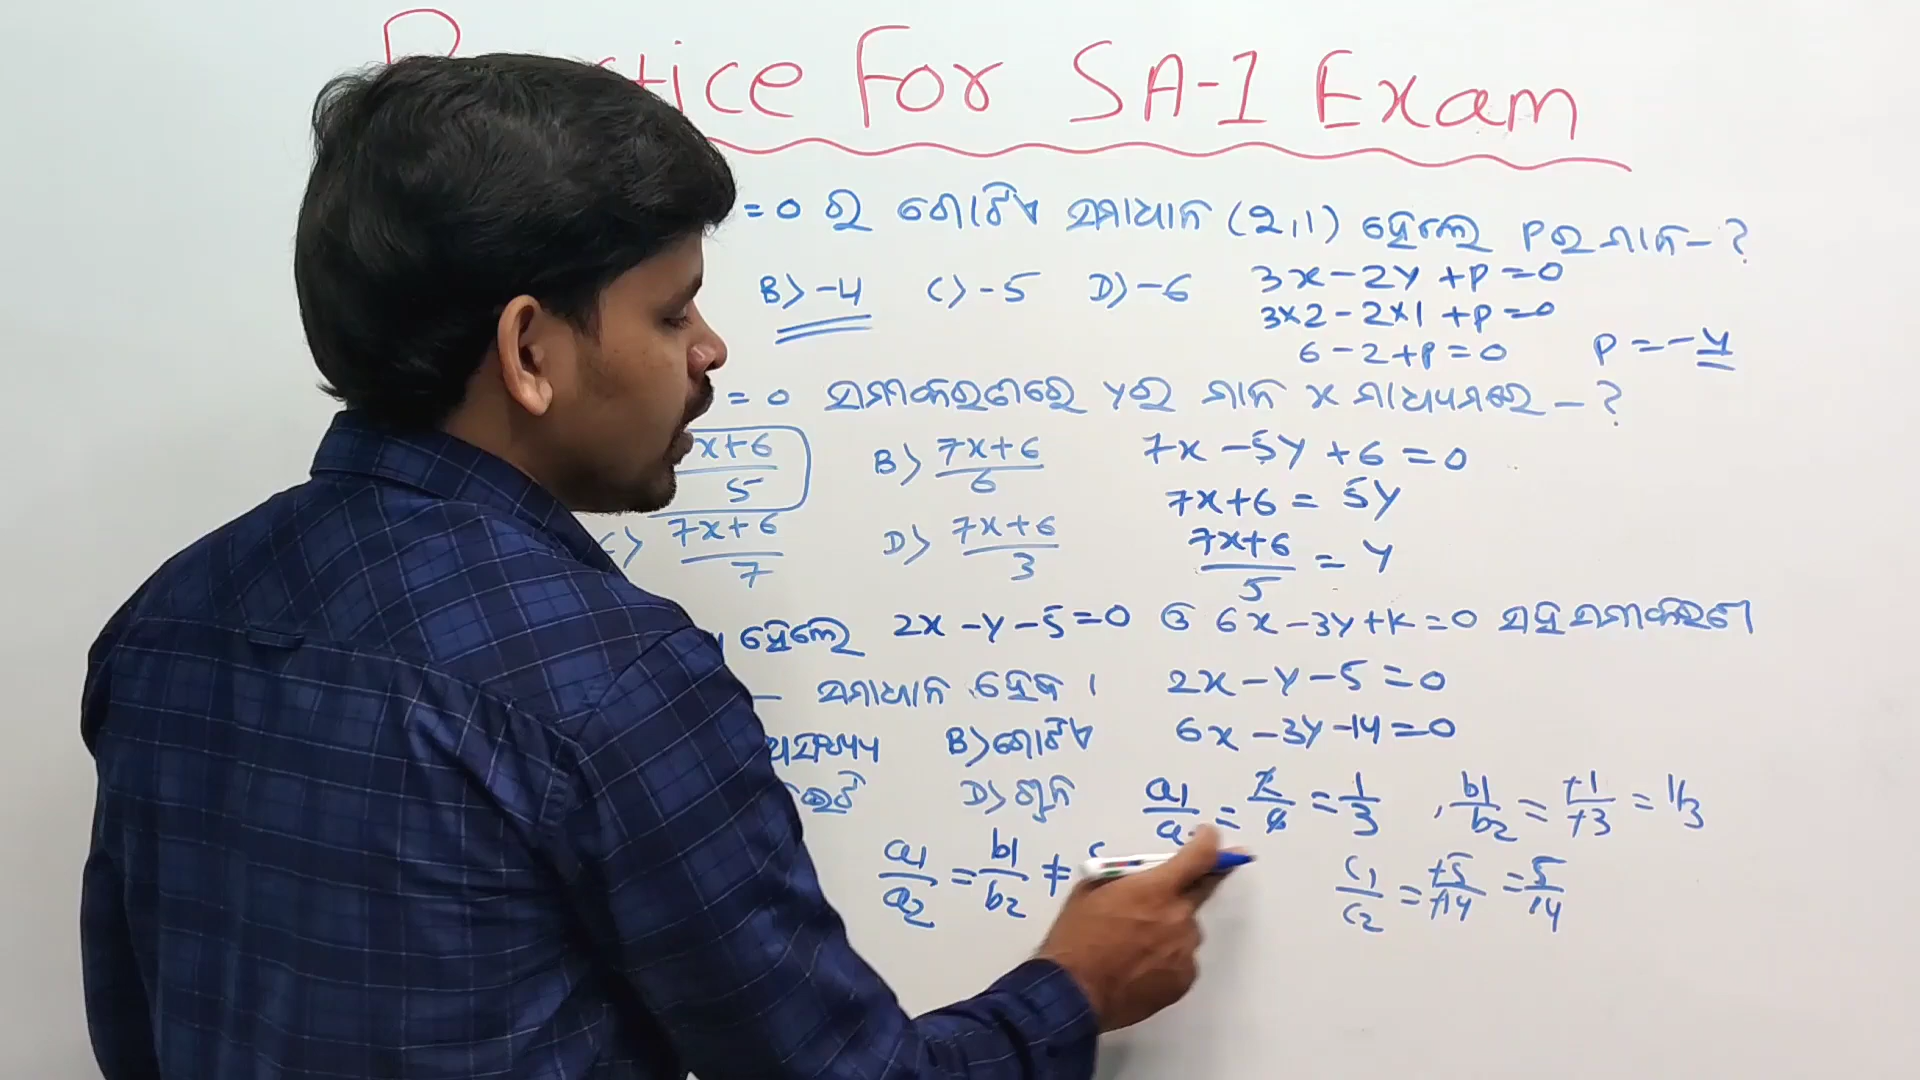 Practice For SA-1 Exam
=0 ର ଗୋଟିଏ ସମାଧାନ (2,1) ହେଲେ Pର ମାନ-?
B>-4 C>-5 D>-6 3x-2y+p=0
3x2-2x1+p=0
6-2+p=0 P=-4
=0 ସମୀକରଣରେ yର ମାନ x ମାଧ୍ୟମରେ-?
x+6/5 B> 7x+6/6 7x-5y+6=0
7x+6=5y
C> 7x+6/7 D> 7x+6/3 7x+6/5=y
ହେଲେ 2x-y-5=0 ଓ 6x-3y+k=0 ସହ ସମୀକରଣ
- ସମାଧାନ ହେବ । 2x-y-5=0
B>ଗୋଟିଏ 6x-3y-14=0
D>ଶୂନ a1/a =2/6=1/3 , b1/b2=+1/+3=1/3
a1/a2=b1/b2≠ c1/c2=+5/+14=5/14